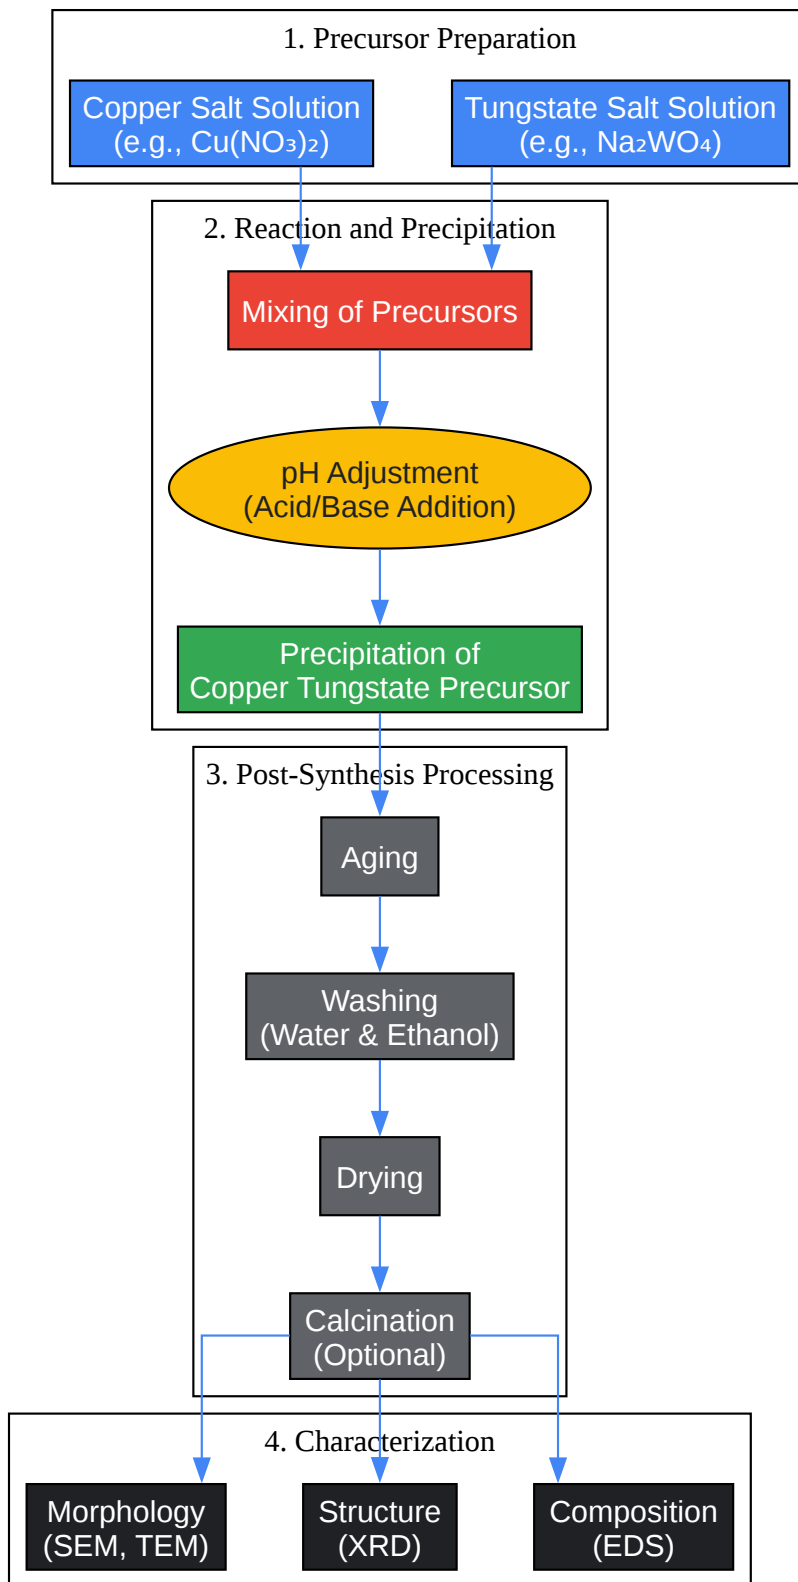 1. Precursor Preparation
Copper Salt Solution
(e.g., Cu(NO₃)₂)
Tungstate Salt Solution
(e.g., Na₂WO₄)
2. Reaction and Precipitation
Mixing of Precursors
pH Adjustment
(Acid/Base Addition)
Precipitation of
Copper Tungstate Precursor
3. Post-Synthesis Processing
Aging
Washing
(Water & Ethanol)
Drying
Calcination
(Optional)
4. Characterization
Morphology
(SEM, TEM)
Structure
(XRD)
Composition
(EDS)